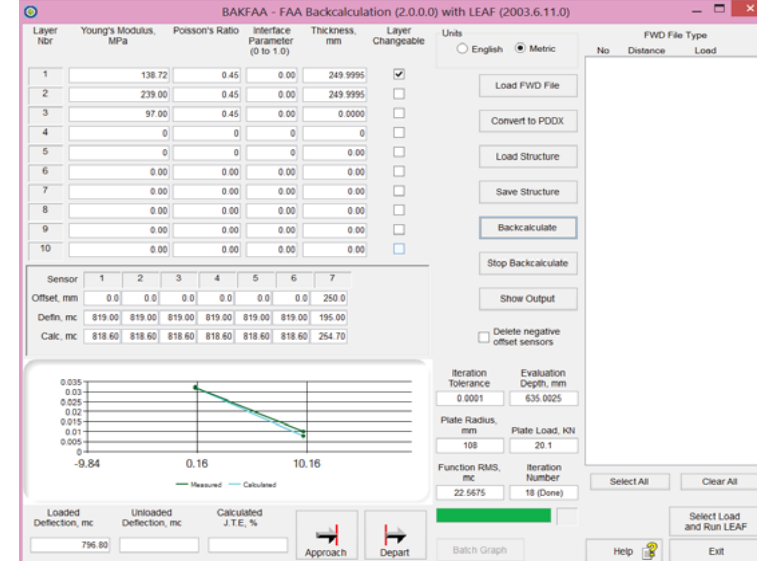 BAKFAA - FAA Backcalculation (2.0.0.0) with LEAF (2003.6.11.0)
Layer Nbr Young's Modulus, MPa Poisson's Ratio Interface Parameter (0 to 1.0) Thickness, mm Layer Changeable
1 138.72 0.45 0.00 249.9995
2 239.00 0.45 0.00 249.9995
3 97.00 0.45 0.00 0.0000
4 0 0 0 0
5 0 0 0 0.00
6 0.00 0.00 0.00 0.00
7 0.00 0.00 0.00 0.00
8 0.00 0.00 0.00 0.00
9 0.00 0.00 0.00 0.00
10 0.00 0.00 0.00 0.00
Sensor 1 2 3 4 5 6 7
Offset, mm 0.0 0.0 0.0 0.0 0.0 0.0 250.0
Defln, mc 819.00 819.00 819.00 819.00 819.00 819.00 195.00
Calc, mc 818.60 818.60 818.60 818.60 818.60 818.60 254.70
0.035
0.03
0.025
0.02
0.015
0.01
0.005
0
-9.84 0.16 10.16
Measured Calculated
Loaded Deflection, mc Unloaded Deflection, mc Calculated J.T.E, %
796.80
Approach Depart
Units
English Metric
Load FWD File
Convert to PDDX
Load Structure
Save Structure
Backcalculate
Stop Backcalculate
Show Output
Delete negative
offset sensors
Iteration Tolerance Evaluation Depth, mm
0.0001 635.0025
Plate Radius, mm Plate Load, KN
108 20.1
Function RMS, mc Iteration Number
22.5675 18 (Done)
Batch Graph
FWD File Type
No Distance Load
Select All Clear All
Select Load
and Run LEAF
Help Exit